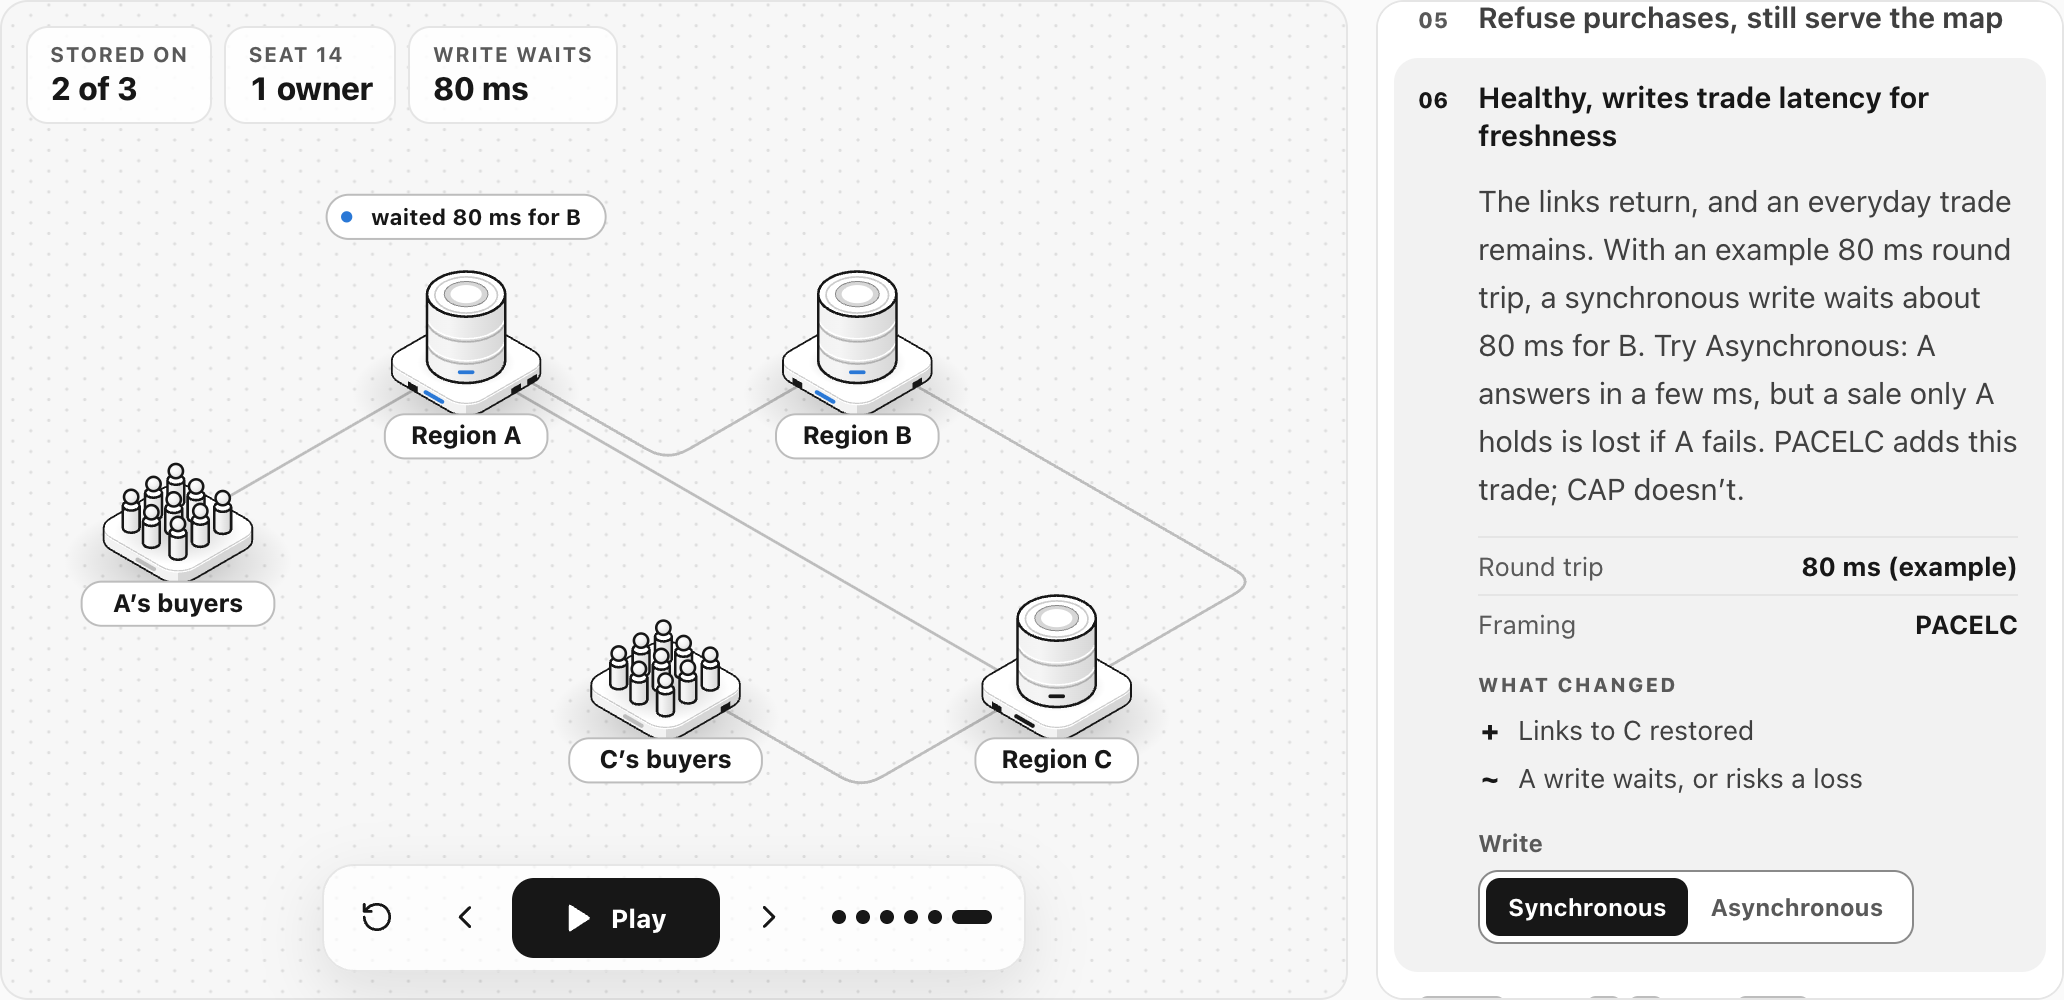 STORED ON
2 of 3
SEAT 14
1 owner
WRITE WAITS
80 ms
waited 80 ms for B
Region A
Region B
A’s buyers
C’s buyers
Region C
Play
05 Refuse purchases, still serve the map
06 Healthy, writes trade latency for
freshness
The links return, and an everyday trade
remains. With an example 80 ms round
trip, a synchronous write waits about
80 ms for B. Try Asynchronous: A
answers in a few ms, but a sale only A
holds is lost if A fails. PACELC adds this
trade; CAP doesn’t.
Round trip 80 ms (example)
Framing PACELC
WHAT CHANGED
+ Links to C restored
~ A write waits, or risks a loss
Write
Synchronous Asynchronous